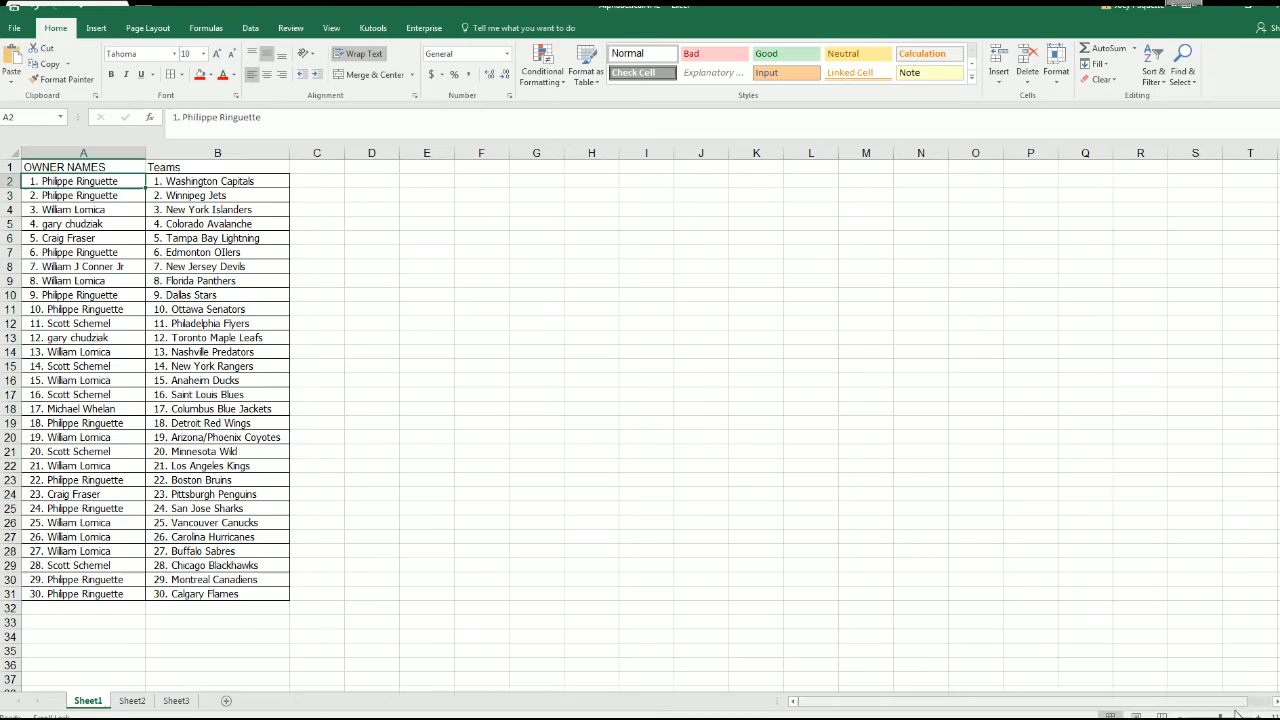 File Home Insert Page Layout Formulas Data Review View Kutools Enterprise Tell me what you want to do
Cut
Copy
Format Painter
Paste
Clipboard
Tahoma 10
B I U
Font
Wrap Text
Merge & Center
Alignment
General
$ % ,
Number
Conditional Formatting
Format as Table
Normal Bad Good Neutral Calculation
Check Cell Explanatory ... Input Linked Cell Note
Styles
Insert Delete Format
Cells
AutoSum
Fill
Clear
Sort & Filter
Find & Select
Editing
A2 fx 1. Philippe Ringuette
A B C D E F G H I J K L M N O P Q R S T
1 OWNER NAMES Teams
2 1. Philippe Ringuette 1. Washington Capitals
3 2. Philippe Ringuette 2. Winnipeg Jets
4 3. William Lomica 3. New York Islanders
5 4. gary chudziak 4. Colorado Avalanche
6 5. Craig Fraser 5. Tampa Bay Lightning
7 6. Philippe Ringuette 6. Edmonton OIlers
8 7. William J Conner Jr 7. New Jersey Devils
9 8. William Lomica 8. Florida Panthers
10 9. Philippe Ringuette 9. Dallas Stars
11 10. Philippe Ringuette 10. Ottawa Senators
12 11. Scott Schemel 11. Philadelphia Flyers
13 12. gary chudziak 12. Toronto Maple Leafs
14 13. William Lomica 13. Nashville Predators
15 14. Scott Schemel 14. New York Rangers
16 15. William Lomica 15. Anaheim Ducks
17 16. Scott Schemel 16. Saint Louis Blues
18 17. Michael Whelan 17. Columbus Blue Jackets
19 18. Philippe Ringuette 18. Detroit Red Wings
20 19. William Lomica 19. Arizona/Phoenix Coyotes
21 20. Scott Schemel 20. Minnesota Wild
22 21. William Lomica 21. Los Angeles Kings
23 22. Philippe Ringuette 22. Boston Bruins
24 23. Craig Fraser 23. Pittsburgh Penguins
25 24. Philippe Ringuette 24. San Jose Sharks
26 25. William Lomica 25. Vancouver Canucks
27 26. William Lomica 26. Carolina Hurricanes
28 27. William Lomica 27. Buffalo Sabres
29 28. Scott Schemel 28. Chicago Blackhawks
30 29. Philippe Ringuette 29. Montreal Canadiens
31 30. Philippe Ringuette 30. Calgary Flames
32
33
34
35
36
37
Sheet1 Sheet2 Sheet3